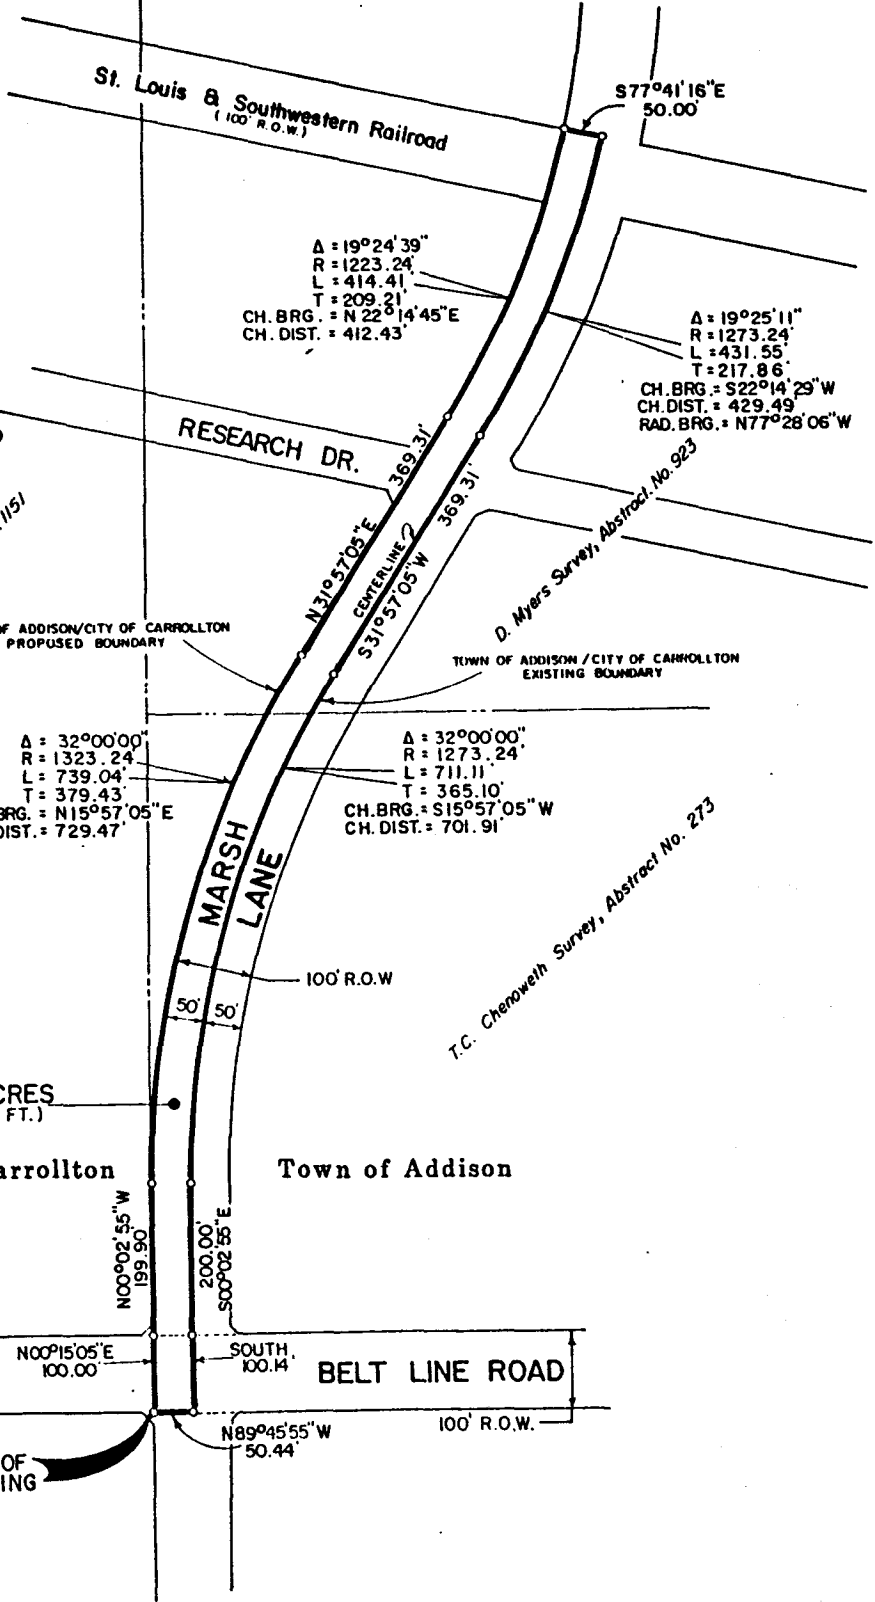 S77°41'16"E
50.00'
St. Louis & Southwestern Railroad
(100' R.O.W.)
Δ = 19°24'39"
R = 1223.24'
L = 414.41'
T = 209.21'
CH. BRG. = N 22°14'45"E
CH. DIST. = 412.43'
Δ = 19°25'11"
R = 1273.24'
L = 431.55'
T = 217.86'
CH. BRG. = S22°14'29"W
CH. DIST. = 429.49'
RAD. BRG. = N77°28'06"W
RESEARCH DR.
369.31'
N31°57'05"E
369.31'
CENTERLINE
S31°57'05"W
1151
D. Myers Survey, Abstract No. 923
OF ADDISON/CITY OF CARROLLTON
PROPOSED BOUNDARY
TOWN OF ADDISON / CITY OF CARROLLTON
EXISTING BOUNDARY
Δ = 32°00'00"
R = 1323.24'
L = 739.04'
T = 379.43'
BRG. = N15°57'05"E
DIST. = 729.47'
Δ = 32°00'00"
R = 1273.24'
L = 711.11'
T = 365.10'
CH. BRG. = S15°57'05"W
CH. DIST. = 701.91'
MARSH
LANE
T.C. Chenoweth Survey, Abstract No. 273
100' R.O.W
50' 50'
CRES
FT.)
arrollton
Town of Addison
N00°02'55"W
199.90'
200.00'
S00°02'55"E
N00°15'05"E
100.00'
SOUTH
100.14'
BELT LINE ROAD
100' R.O.W.
N89°45'55"W
50.44'
OF
ING